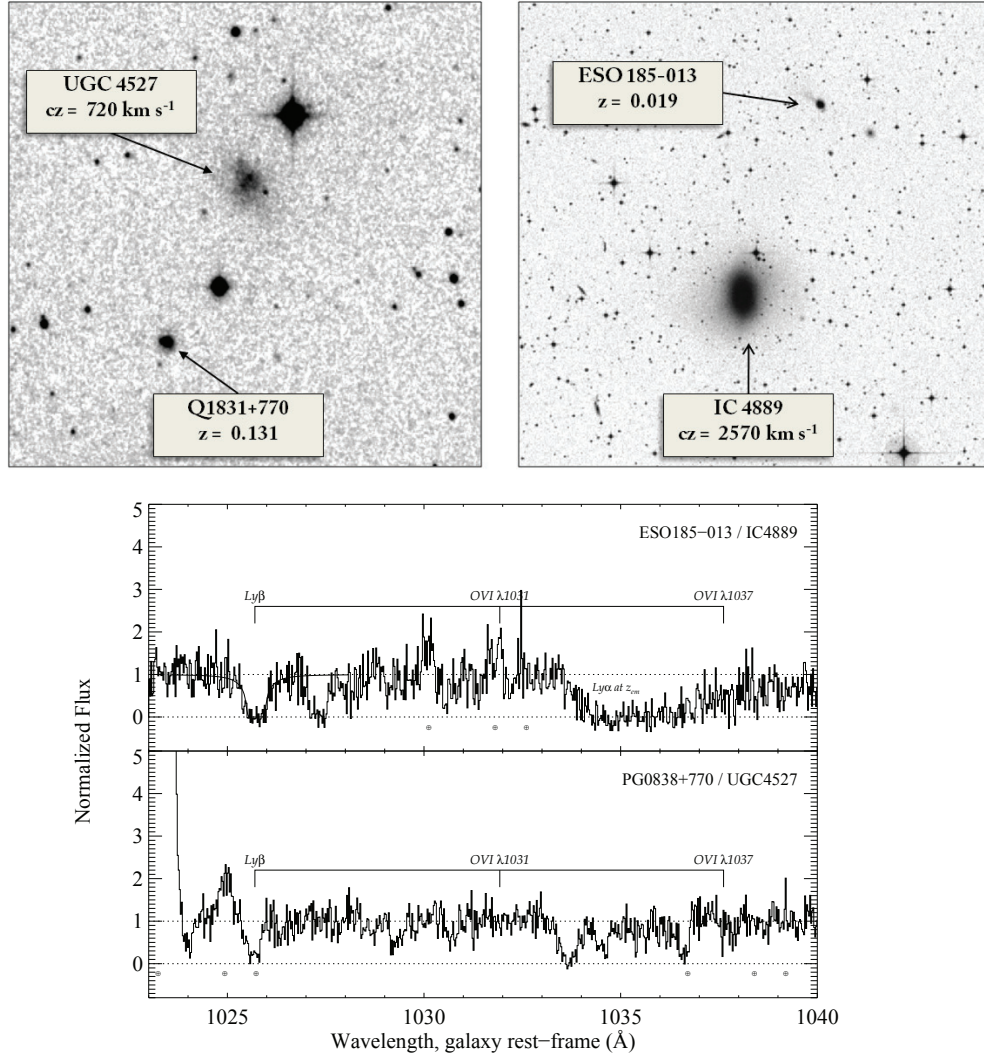 UGC 4527
cz = 720 km s⁻¹
Q1831+770
z = 0.131
ESO 185-013
z = 0.019
IC 4889
cz = 2570 km s⁻¹
Normalized Flux
5
4
3
2
1
0
ESO185−013 / IC4889
Lyβ
OVI λ1031
OVI λ1037
Lyα at z_em
⊕ ⊕ ⊕
5
4
3
2
1
0
PG0838+770 / UGC4527
Lyβ
OVI λ1031
OVI λ1037
⊕ ⊕ ⊕ ⊕ ⊕ ⊕
1025 1030 1035 1040
Wavelength, galaxy rest−frame (Å)